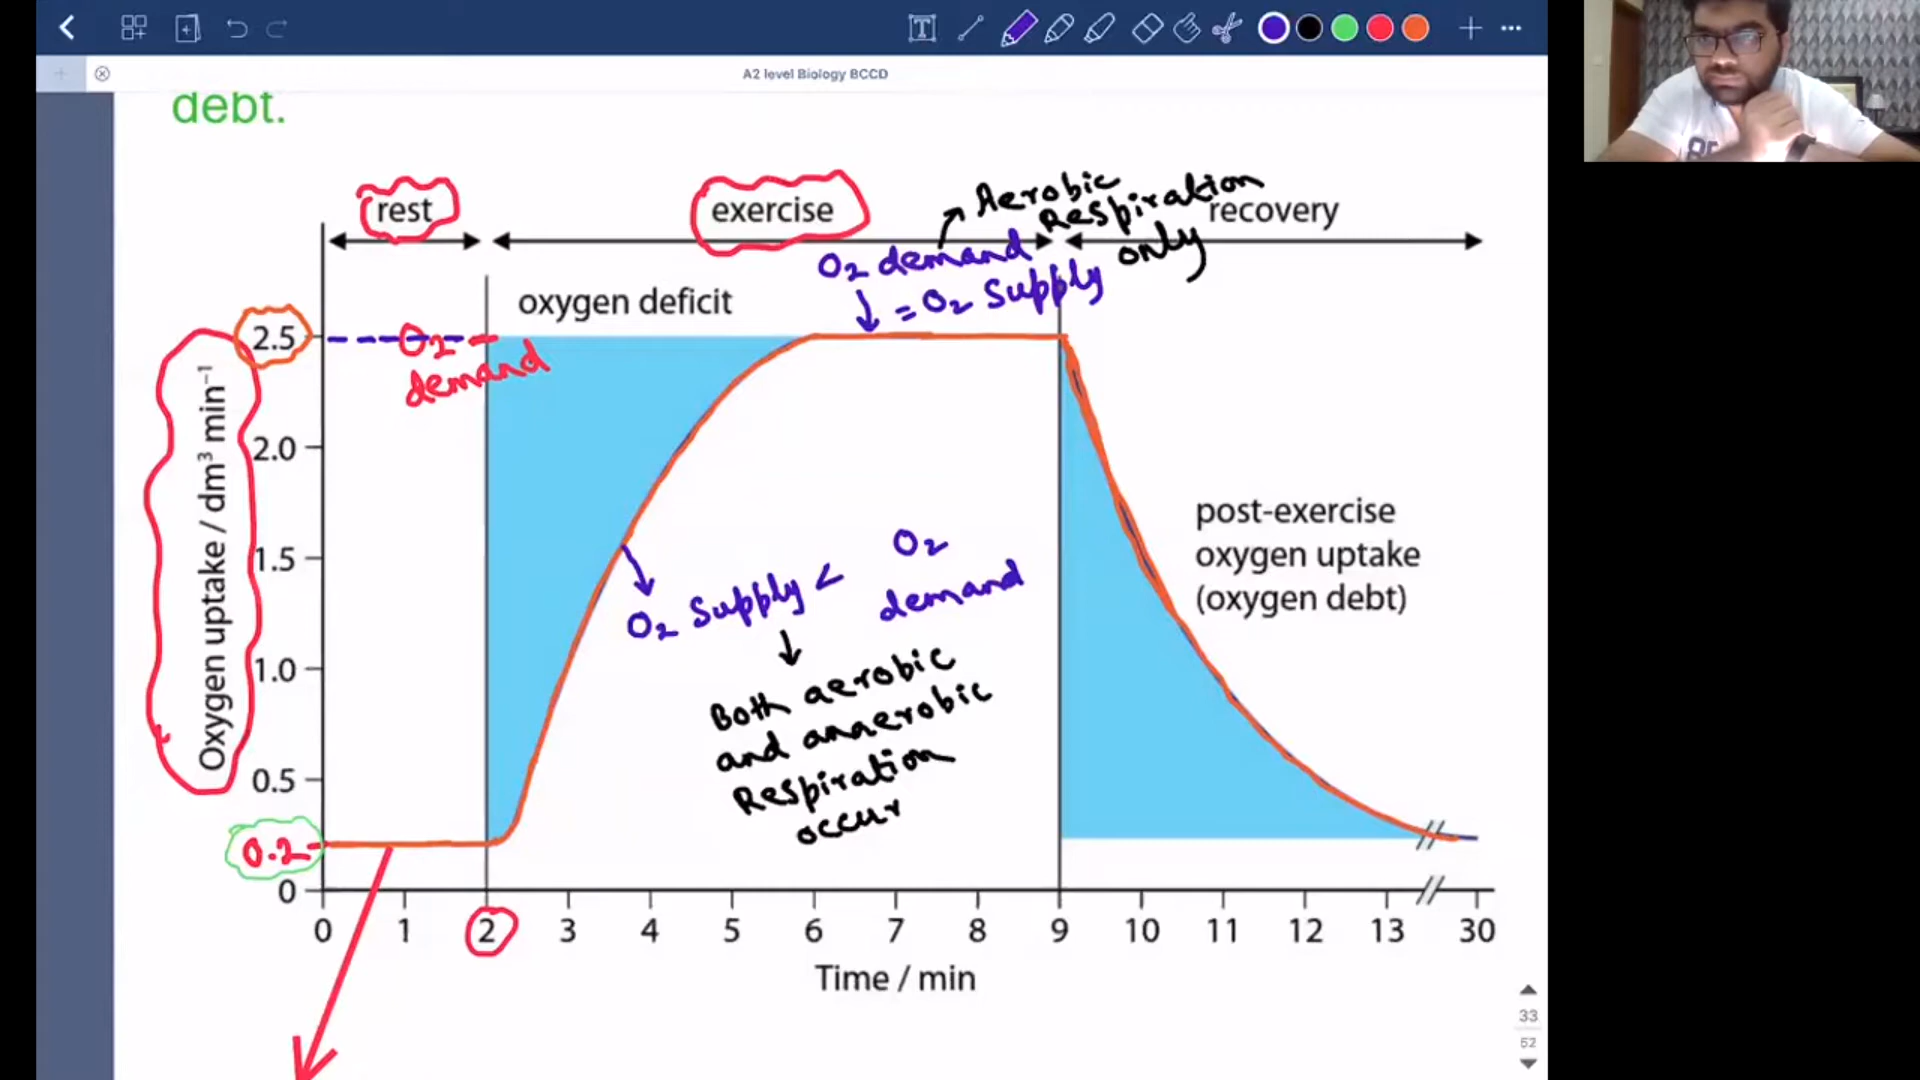 A2 level Biology BCCD
debt.
rest
exercise
recovery
Aerobic
Respiration
only
O2 demand
= O2 Supply
oxygen deficit
O2
demand
Oxygen uptake / dm³ min⁻¹
2.5
2.0
1.5
1.0
0.5
0.2
0
O2 Supply < O2
demand
Both aerobic
and anaerobic
Respiration
occur
post-exercise
oxygen uptake
(oxygen debt)
0 1 2 3 4 5 6 7 8 9 10 11 12 13 30
Time / min
33
52